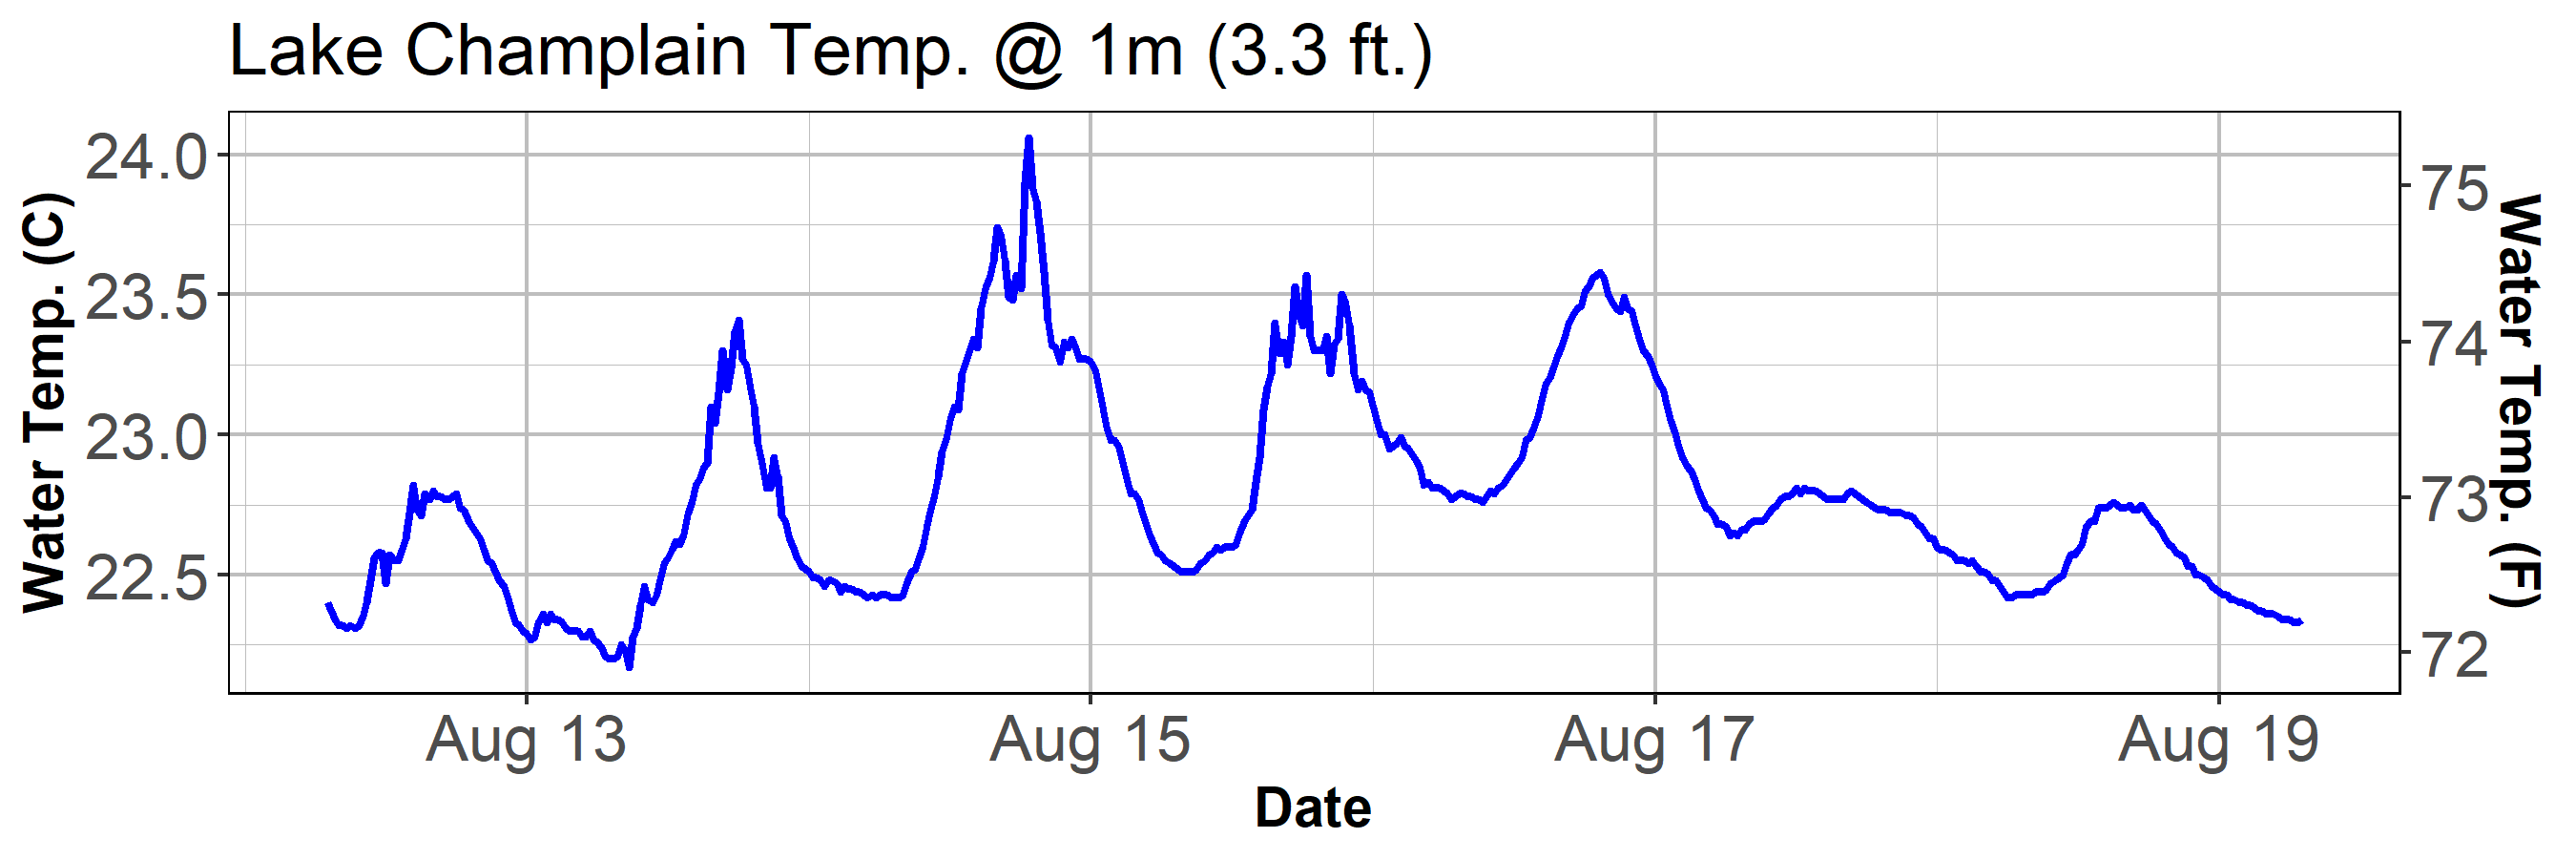 Lake Champlain Temp. @ 1m (3.3 ft.)
Water Temp. (C)
24.0
23.5
23.0
22.5
75
74
73
72
Water Temp. (F)
Aug 13
Aug 15
Aug 17
Aug 19
Date